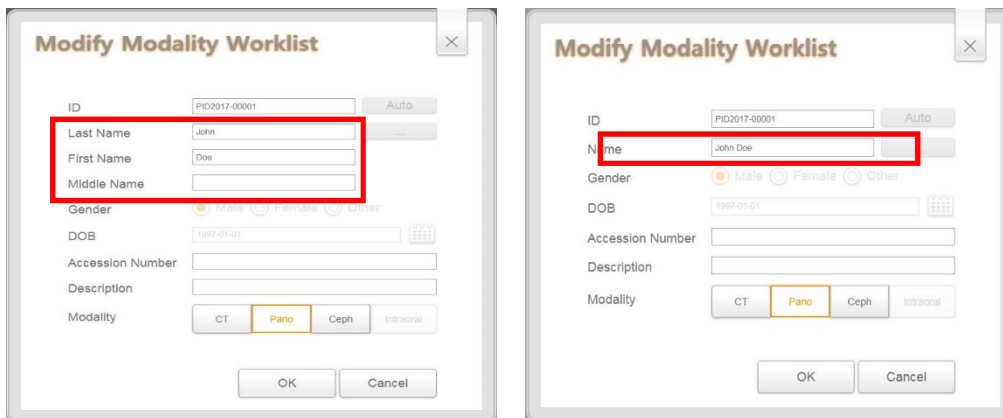 Modify Modality Worklist
ID PID2017-00001 Auto
Last Name John ...
First Name Doe
Middle Name
Gender Male Female Other
DOB 1997-01-01
Accession Number
Description
Modality CT Pano Ceph Intraoral
OK Cancel
Modify Modality Worklist
ID PID2017-00001 Auto
Name John Doe
Gender Male Female Other
DOB 1997-01-01
Accession Number
Description
Modality CT Pano Ceph Intraoral
OK Cancel